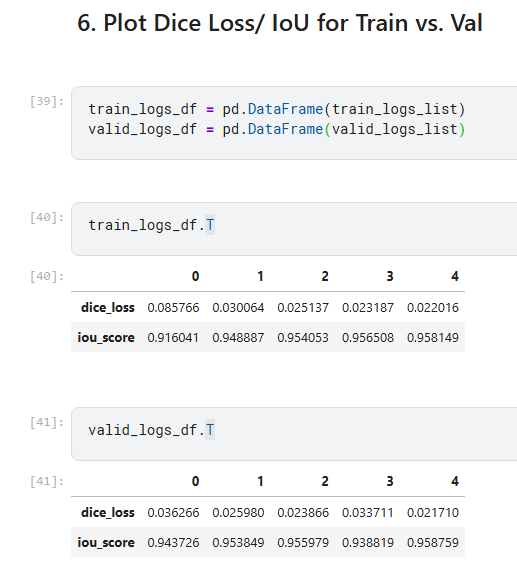 6. Plot Dice Loss/ IoU for Train vs. Val
[39]:
train_logs_df = pd.DataFrame(train_logs_list)
valid_logs_df = pd.DataFrame(valid_logs_list)
[40]:
train_logs_df.T
[40]:
0 1 2 3 4
dice_loss 0.085766 0.030064 0.025137 0.023187 0.022016
iou_score 0.916041 0.948887 0.954053 0.956508 0.958149
[41]:
valid_logs_df.T
[41]:
0 1 2 3 4
dice_loss 0.036266 0.025980 0.023866 0.033711 0.021710
iou_score 0.943726 0.953849 0.955979 0.938819 0.958759